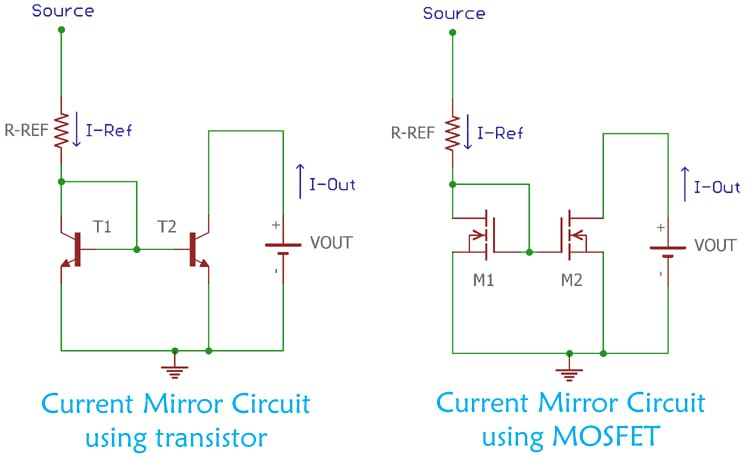 Source
R-REF
I-Ref
T1
T2
I-Out
+
VOUT
-
Current Mirror Circuit
using transistor
Source
R-REF
I-Ref
M1
M2
I-Out
+
VOUT
-
Current Mirror Circuit
using MOSFET